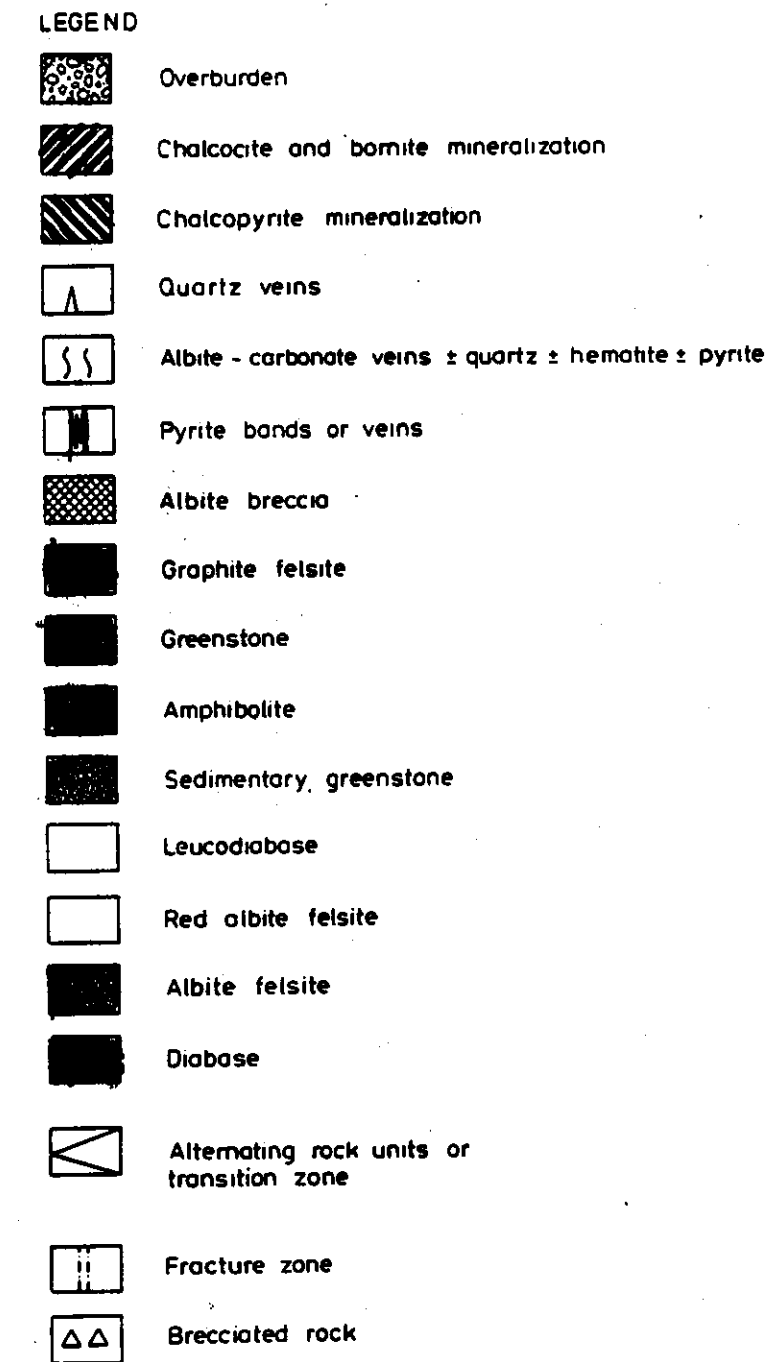 LEGEND
Overburden
Chalcocite and bornite mineralization
Chalcopyrite mineralization
Quartz veins
Albite - carbonate veins ± quartz ± hematite ± pyrite
Pyrite bands or veins
Albite breccia
Graphite felsite
Greenstone
Amphibolite
Sedimentary greenstone
Leucodiabase
Red albite felsite
Albite felsite
Diabase
Alternating rock units or
transition zone
Fracture zone
Brecciated rock